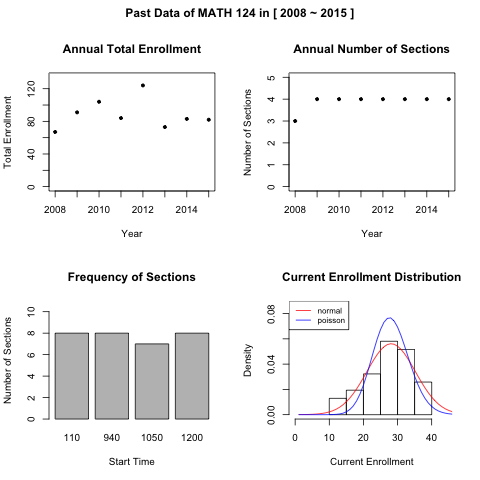 Past Data of MATH 124 in [ 2008 ~ 2015 ]
Annual Total Enrollment
Total Enrollment
0 40 80 120
2008 2010 2012 2014
Year
Annual Number of Sections
Number of Sections
0 1 2 3 4 5
2008 2010 2012 2014
Year
Frequency of Sections
Number of Sections
0 2 4 6 8 10
110 940 1050 1200
Start Time
Current Enrollment Distribution
normal
poisson
Density
0.00 0.04 0.08
0 10 20 30 40
Current Enrollment